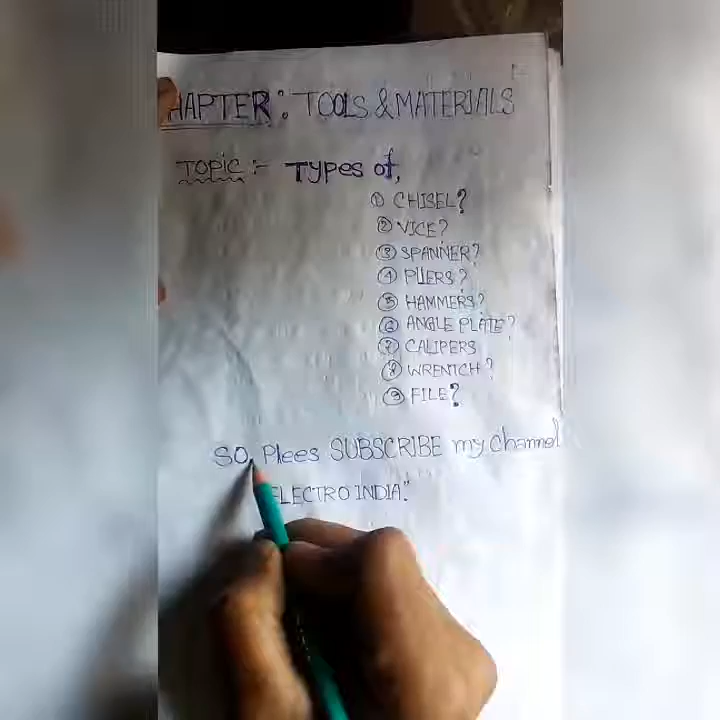 HAPTER: TOOLS & MATERIALS
TOPIC :- Types of,
① CHISEL?
② VICE?
③ SPANNER?
④ PLIERS?
⑤ HAMMERS?
⑥ ANGLE PLATE?
⑦ CALIPERS
⑧ WRENTCH?
⑨ FILE?
SO, Plees SUBSCRIBE my Channel
ELECTRO INDIA."